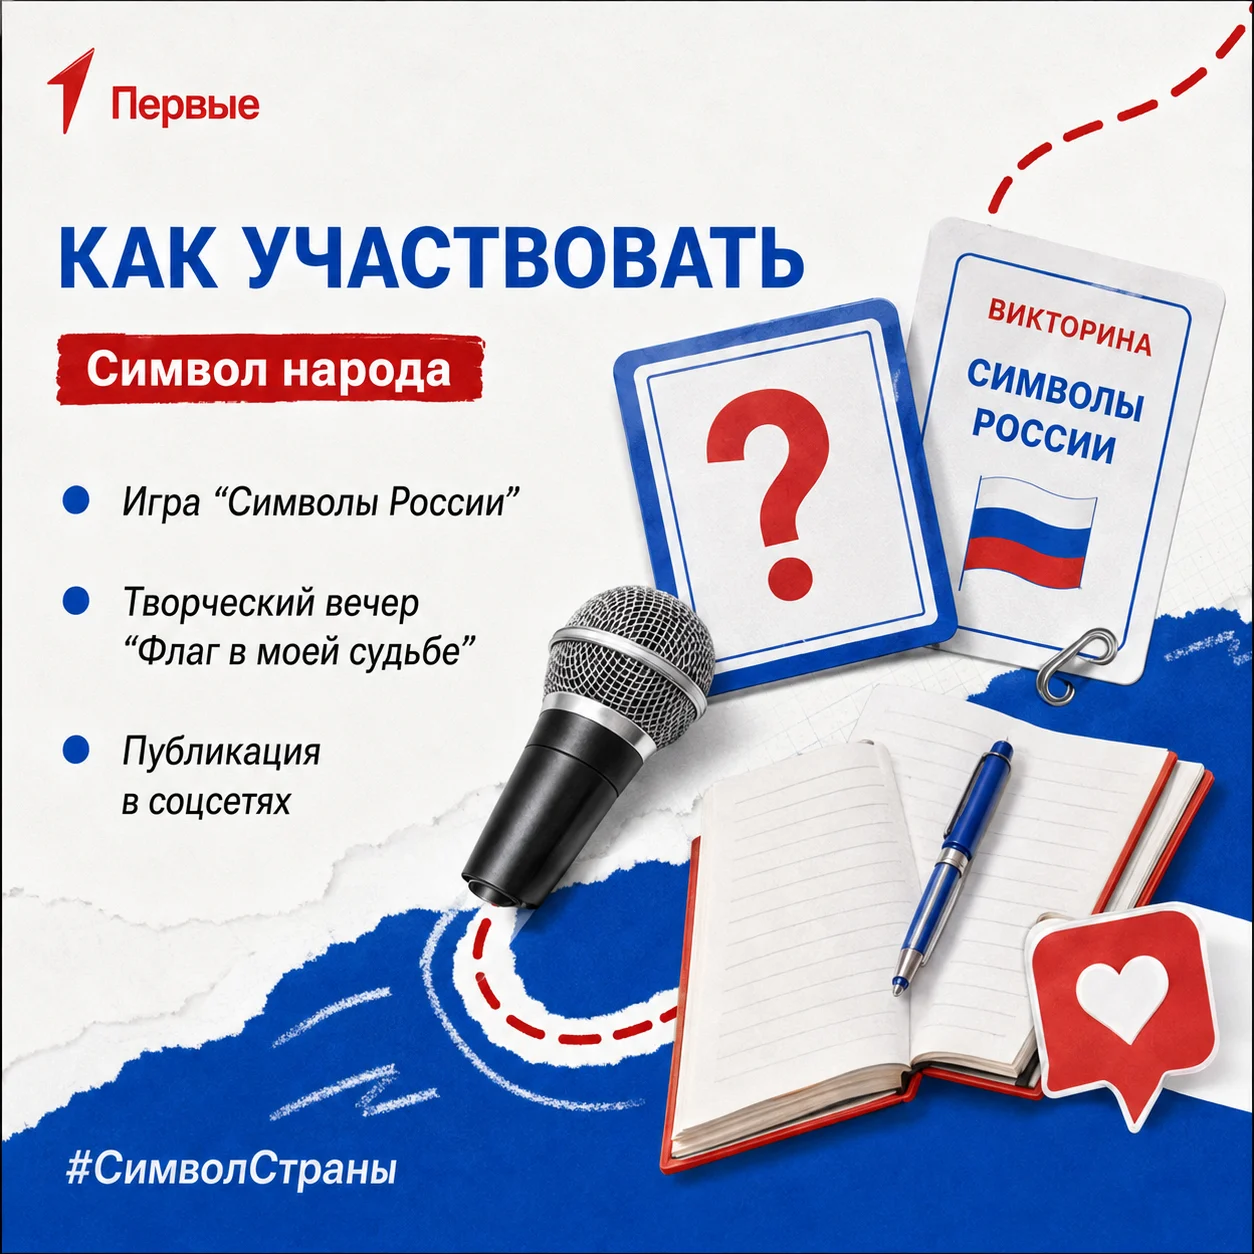 Первые
КАК УЧАСТВОВАТЬ
Символ народа
Игра “Символы России”
Творческий вечер
“Флаг в моей судьбе”
Публикация
в соцсетях
?
ВИКТОРИНА
СИМВОЛЫ
РОССИИ
#СимволСтраны